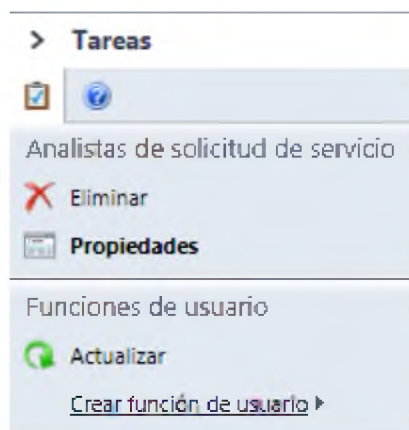 Tareas
Analistas de solicitud de servicio
Eliminar
Propiedades
Funciones de usuario
Actualizar
Crear función de usuario